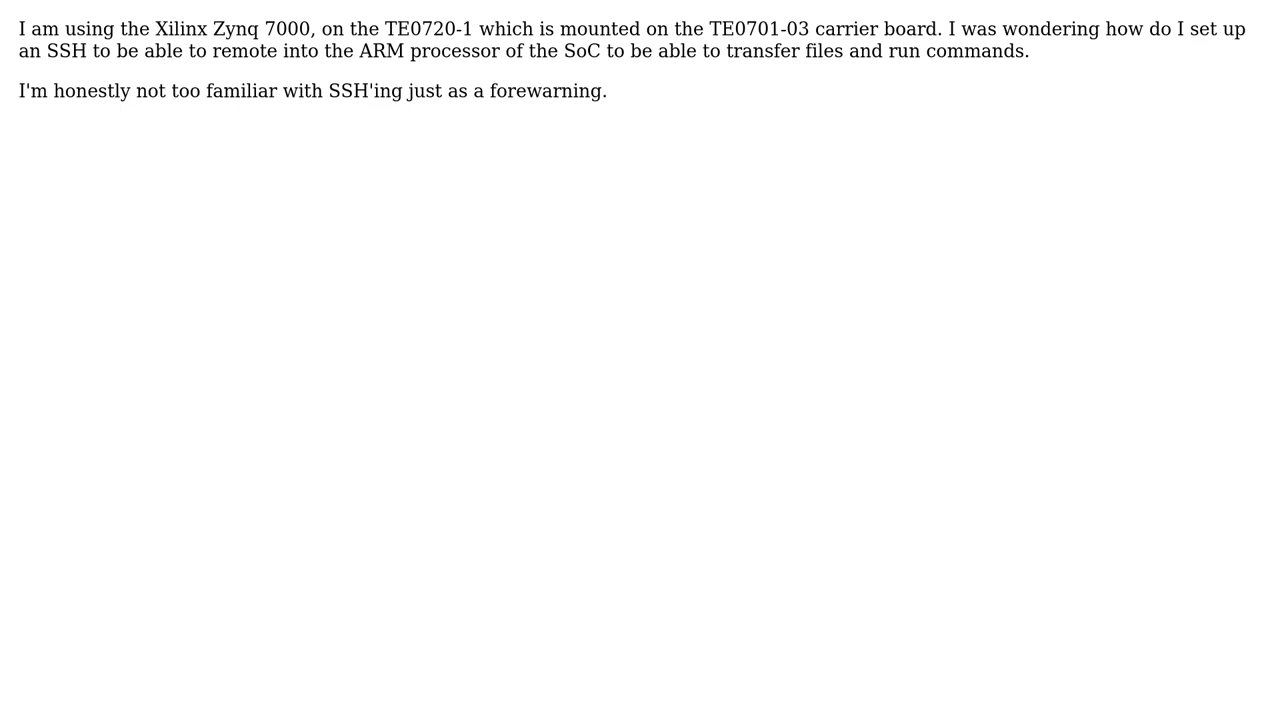 I am using the Xilinx Zynq 7000, on the TE0720-1 which is mounted on the TE0701-03 carrier board. I was wondering how do I set up
an SSH to be able to remote into the ARM processor of the SoC to be able to transfer files and run commands.
I'm honestly not too familiar with SSH'ing just as a forewarning.